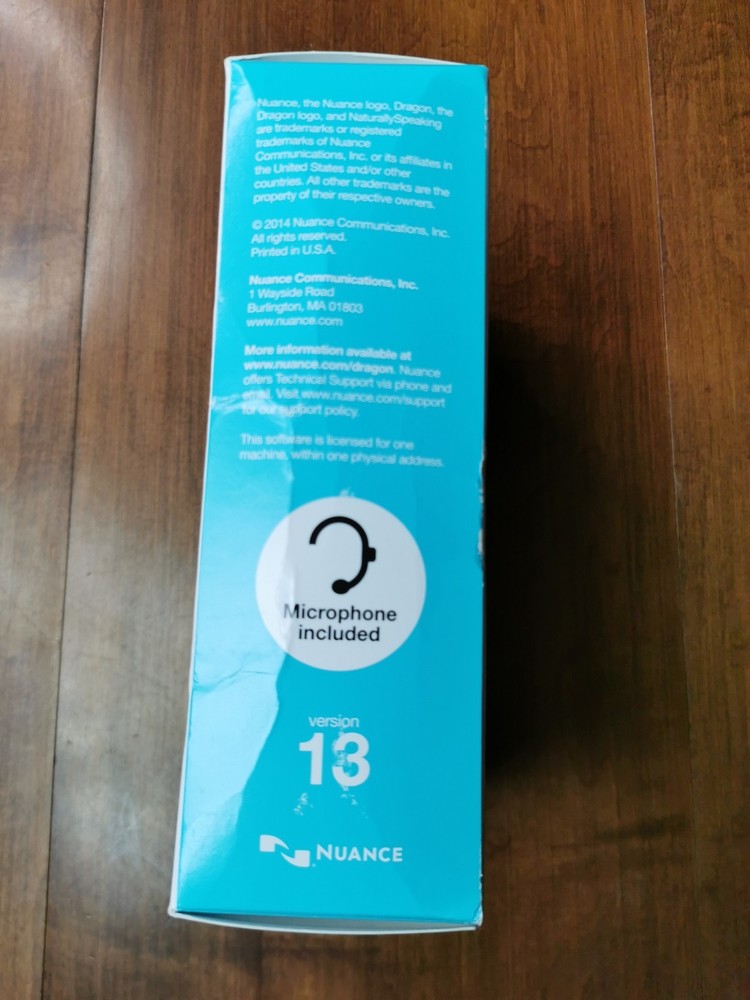 Nuance, the Nuance logo, Dragon, the
Dragon logo, and NaturallySpeaking
are trademarks or registered
trademarks of Nuance
Communications, Inc. or its affiliates in
the United States and/or other
countries. All other trademarks are the
property of their respective owners.
© 2014 Nuance Communications, Inc.
All rights reserved.
Printed in U.S.A.
Nuance Communications, Inc.
1 Wayside Road
Burlington, MA 01803
www.nuance.com
More information available at
www.nuance.com/dragon. Nuance
offers Technical Support via phone and
email. Visit www.nuance.com/support
for our support policy.
This software is licensed for one
machine, within one physical address.
Microphone
included
version
13
NUANCE